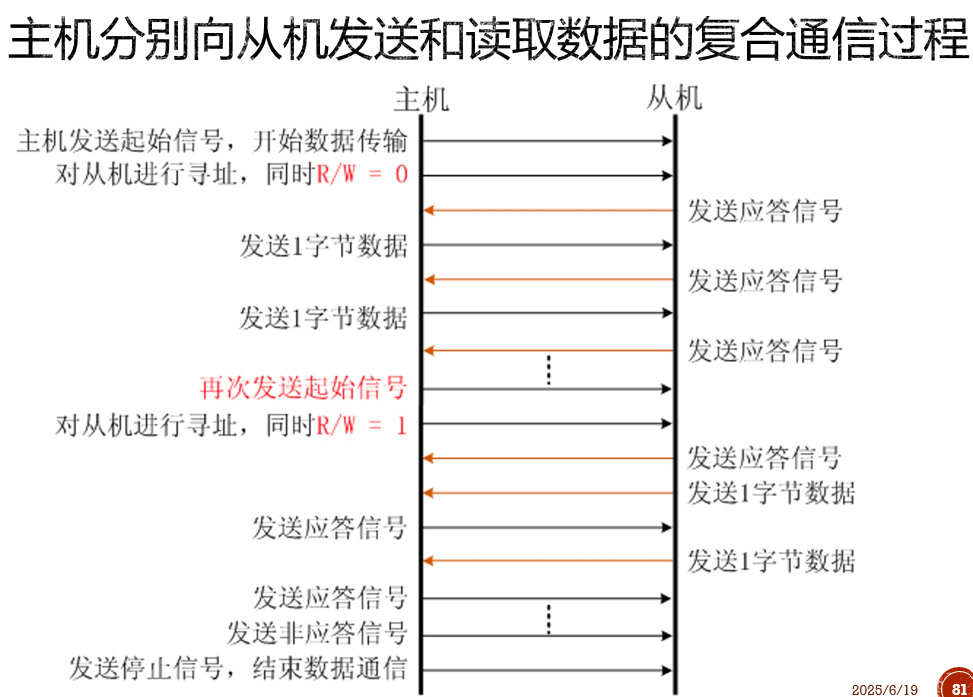 主机分别向从机发送和读取数据的复合通信过程
主机
从机
主机发送起始信号，开始数据传输
对从机进行寻址，同时R/W = 0
发送应答信号
发送1字节数据
发送应答信号
发送1字节数据
发送应答信号
再次发送起始信号
对从机进行寻址，同时R/W = 1
发送应答信号
发送1字节数据
发送应答信号
发送1字节数据
发送应答信号
发送非应答信号
发送停止信号，结束数据通信
2025/6/19
81